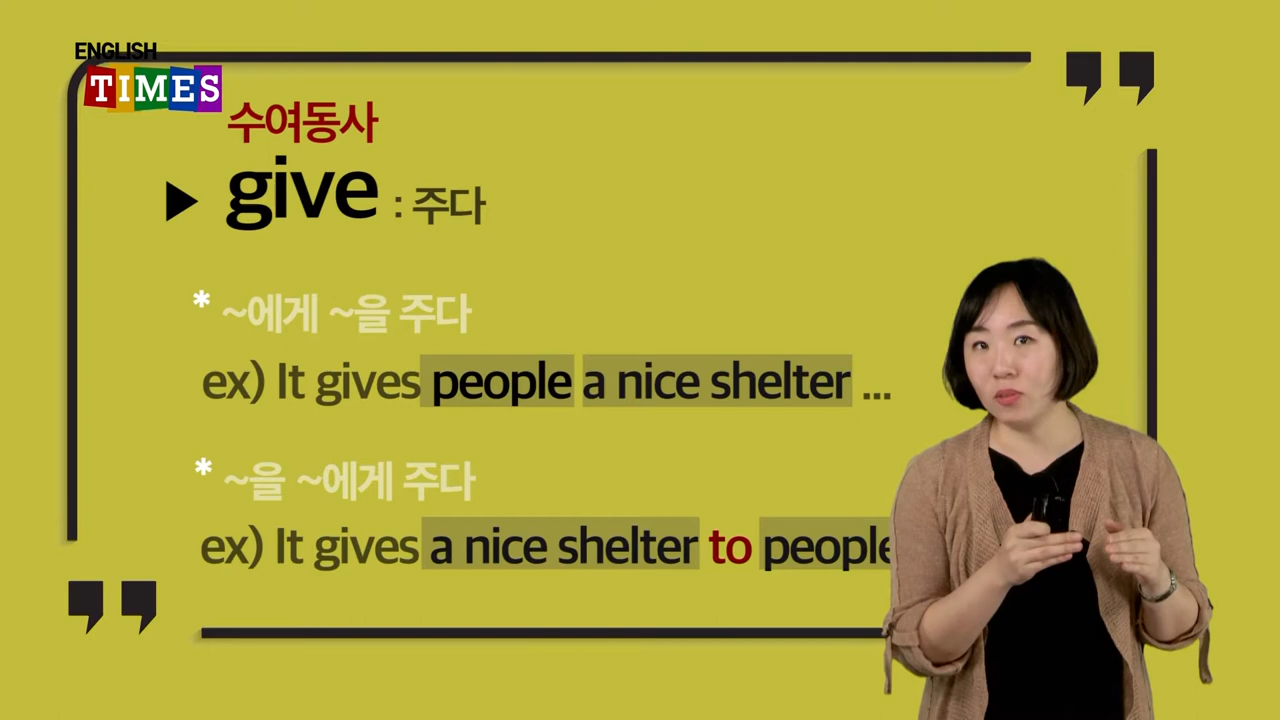 ENGLISH
TIMES
수여동사
give : 주다
* ~에게 ~을 주다
ex) It gives people a nice shelter ...
* ~을 ~에게 주다
ex) It gives a nice shelter to people